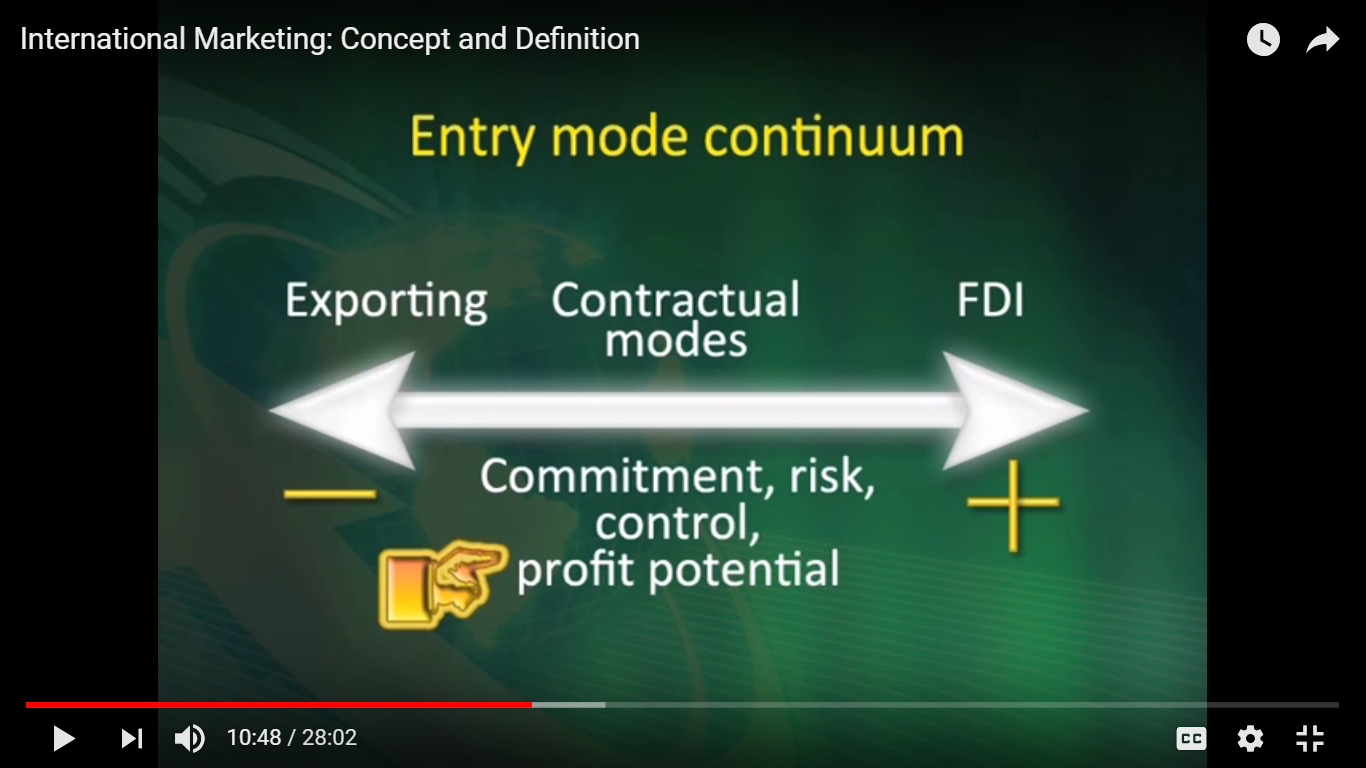 International Marketing: Concept and Definition
Entry mode continuum
Exporting
Contractual
modes
FDI
Commitment, risk,
control,
profit potential
10:48 / 28:02
CC